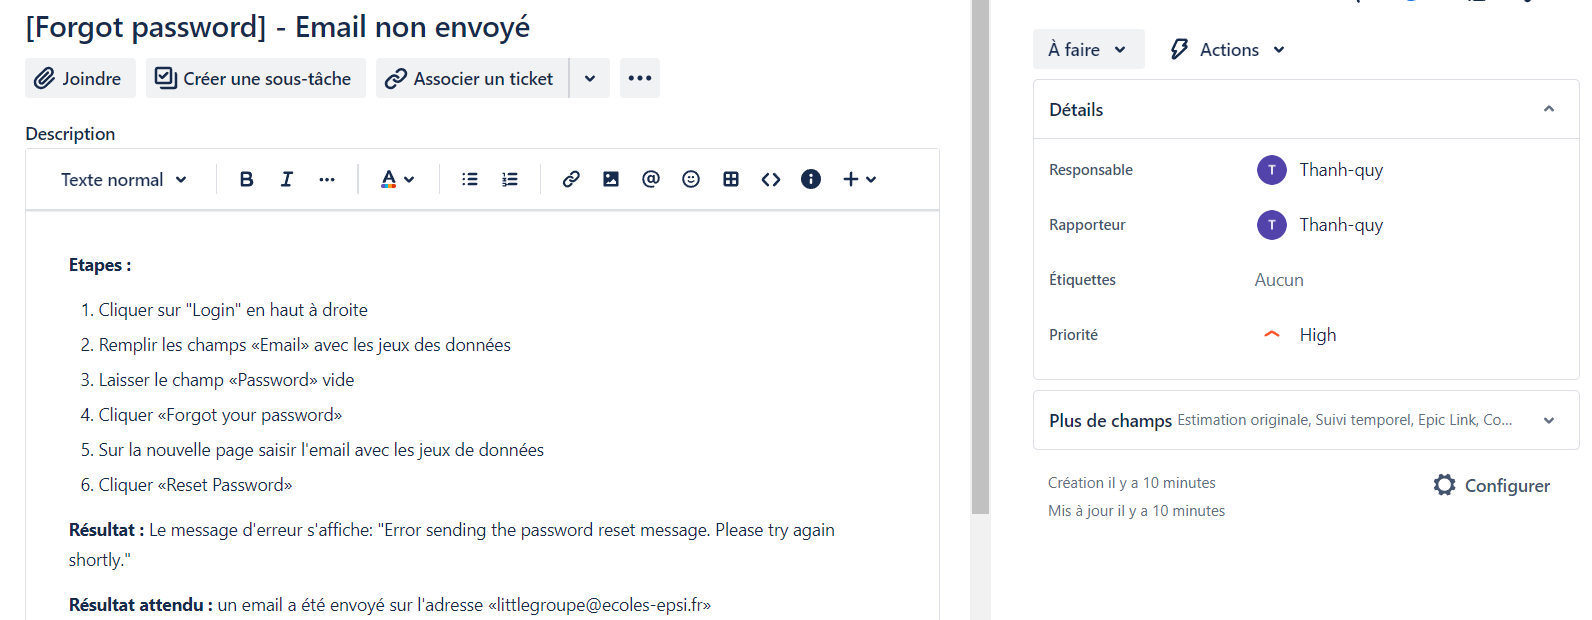 [Forgot password] - Email non envoyé
Joindre
Créer une sous-tâche
Associer un ticket
Description
Texte normal
Etapes :
1. Cliquer sur "Login" en haut à droite
2. Remplir les champs «Email» avec les jeux des données
3. Laisser le champ «Password» vide
4. Cliquer «Forgot your password»
5. Sur la nouvelle page saisir l'email avec les jeux de données
6. Cliquer «Reset Password»
Résultat : Le message d'erreur s'affiche: "Error sending the password reset message. Please try again
shortly."
Résultat attendu : un email a été envoyé sur l'adresse «littlegroupe@ecoles-epsi.fr»
À faire
Actions
Détails
Responsable
T Thanh-quy
Rapporteur
T Thanh-quy
Étiquettes
Aucun
Priorité
High
Plus de champs Estimation originale, Suivi temporel, Epic Link, Co...
Création il y a 10 minutes
Configurer
Mis à jour il y a 10 minutes